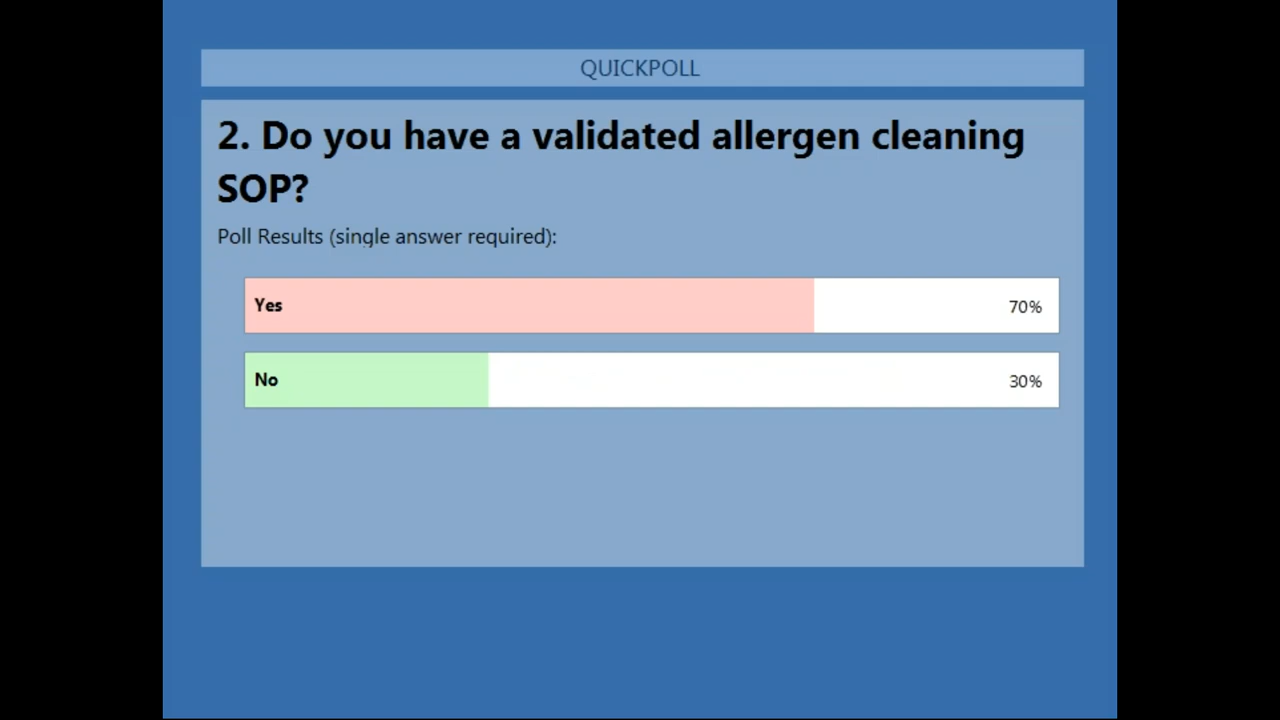 QUICKPOLL
2. Do you have a validated allergen cleaning
SOP?
Poll Results (single answer required):
Yes 70%
No 30%